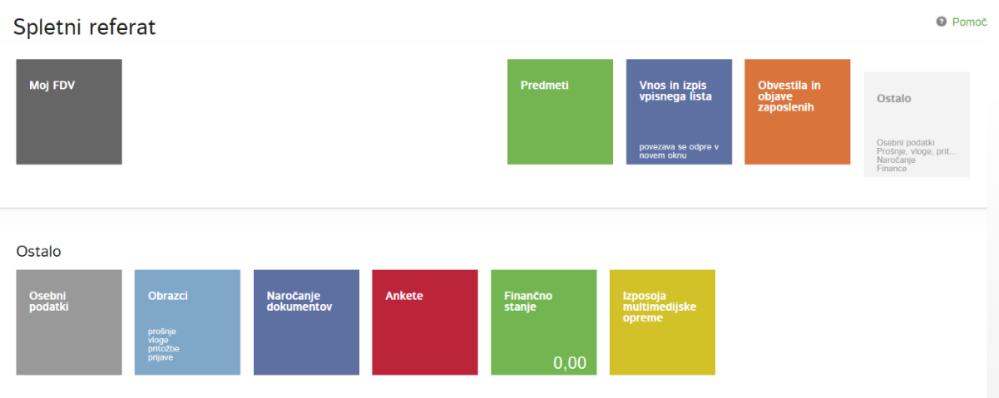 Spletni referat
Pomoč
Moj FDV
Predmeti
Vnos in izpis
vpisnega lista
povezava se odpre v
novem oknu
Obvestila in
objave
zaposlenih
Ostalo
Osebni podatki
Prošnje, vloge, prit...
Naročanje
Finance
Ostalo
Osebni
podatki
Obrazci
prošnje
vloge
pritožbe
prijave
Naročanje
dokumentov
Ankete
Finančno
stanje
0,00
Izposoja
multimedijske
opreme